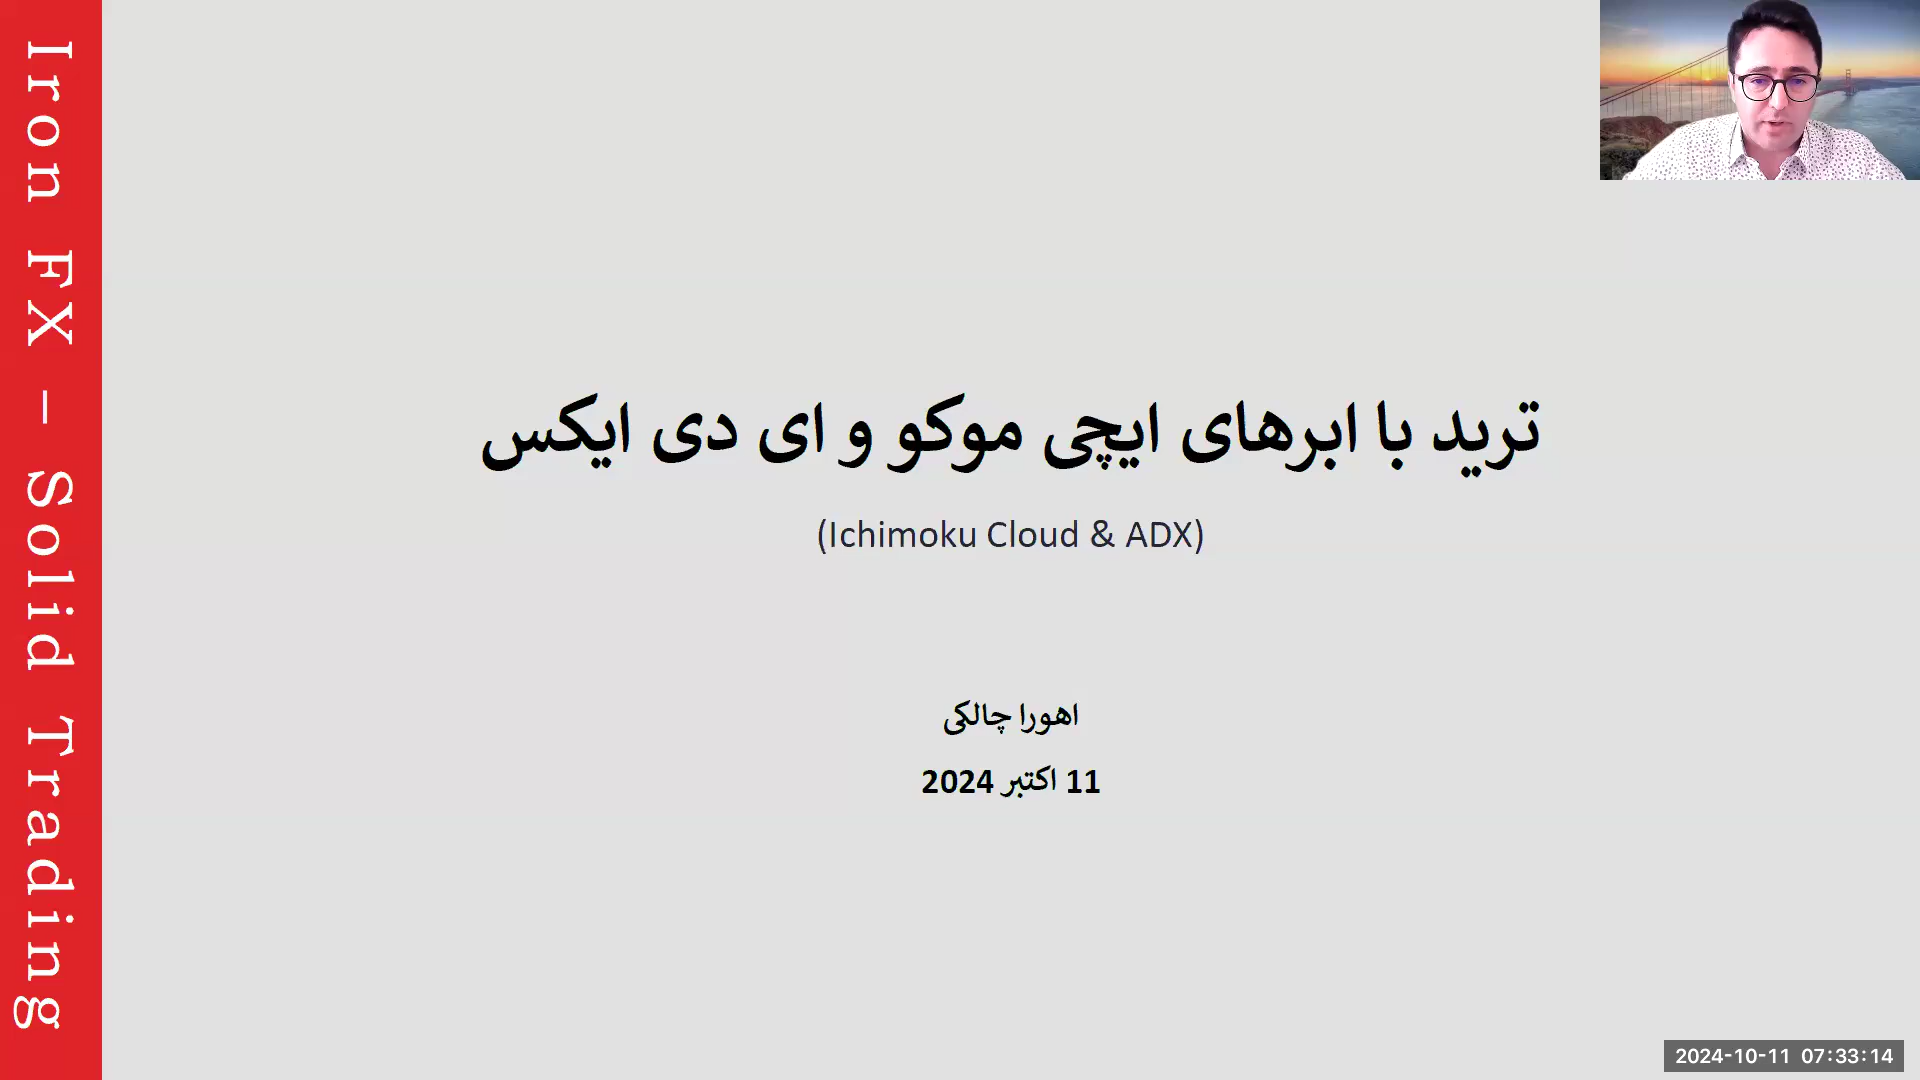 Iron FX – Solid Trading
ترید با ابرهای ایچی موکو و ای دی ایکس
(Ichimoku Cloud & ADX)
اهورا چالکی
11 اکتبر 2024
2024-10-11 07:33:14